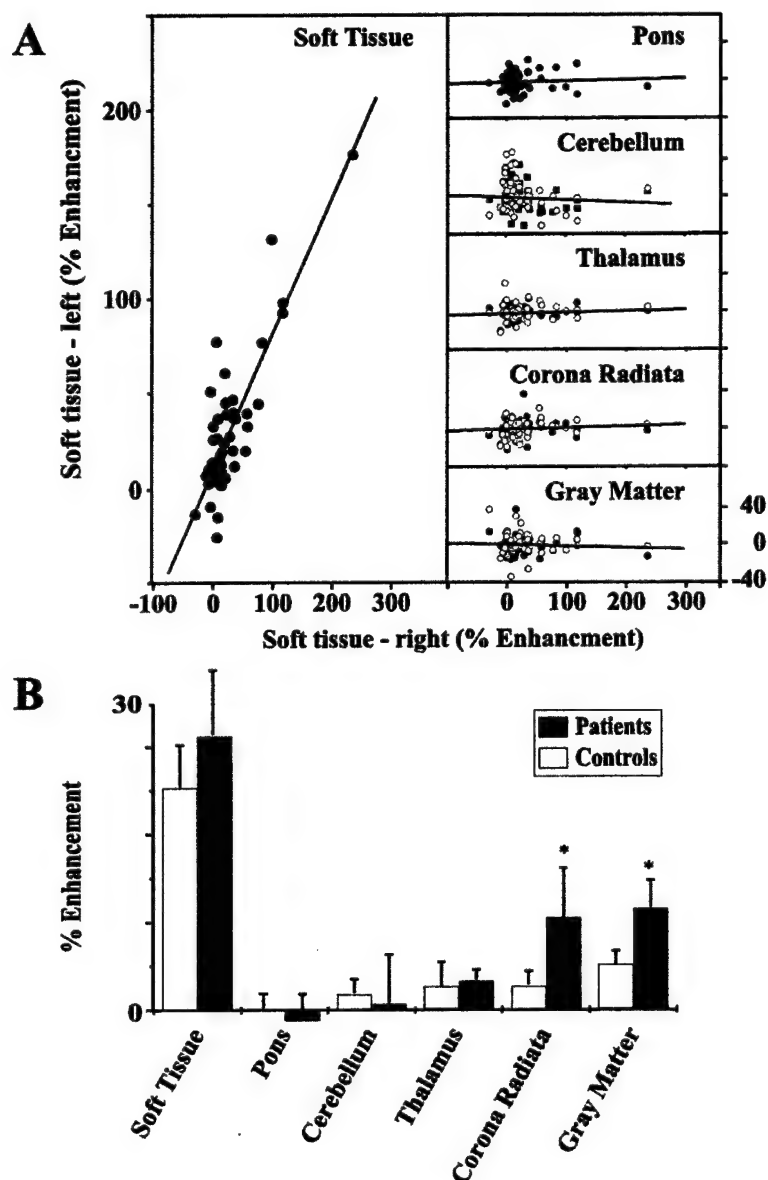 A
Soft Tissue
Soft tissue - left (% Enhancment)
200
100
0
-100 0 100 200 300
Pons
Cerebellum
Thalamus
Corona Radiata
Gray Matter
40
0
-40
0 100 200 300
Soft tissue - right (% Enhancment)
B
% Enhancement
30
0
Patients
Controls
*
*
Soft Tissue
Pons
Cerebellum
Thalamus
Corona Radiata
Gray Matter